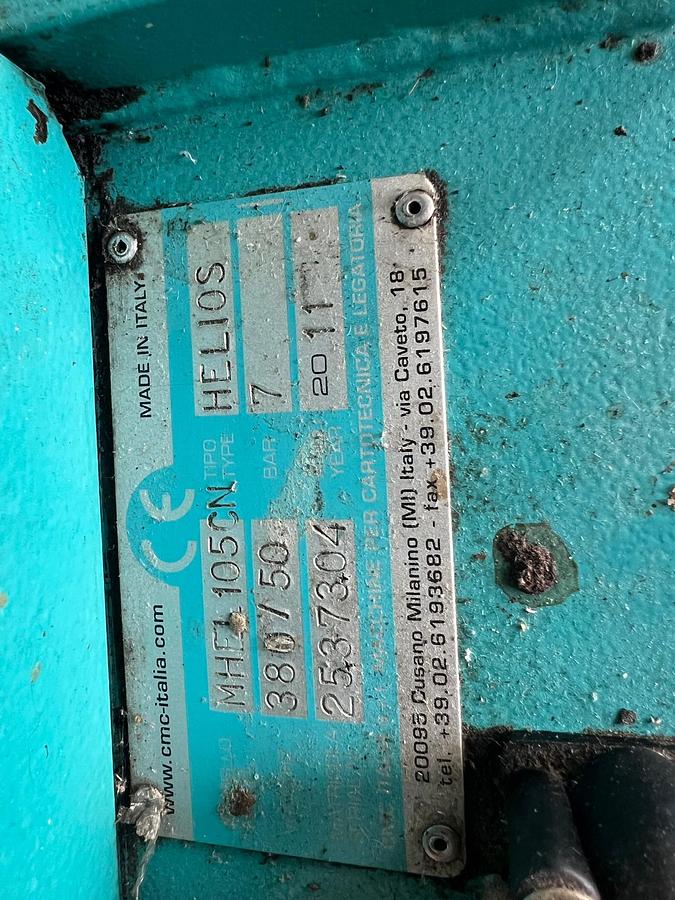 www.cmc-italia.com
CE
MADE IN ITALY
MHEL105CN
TIPO
TYPE
HELIOS
380/50
BAR
7
2537304
YEAR
2011
MACCHINE PER CARTOTECNICA E LEGATORIA
20095 Cusano Milanino (MI) Italy - via Caveto, 18
tel. +39.02.6193682 - fax +39.02.6197615